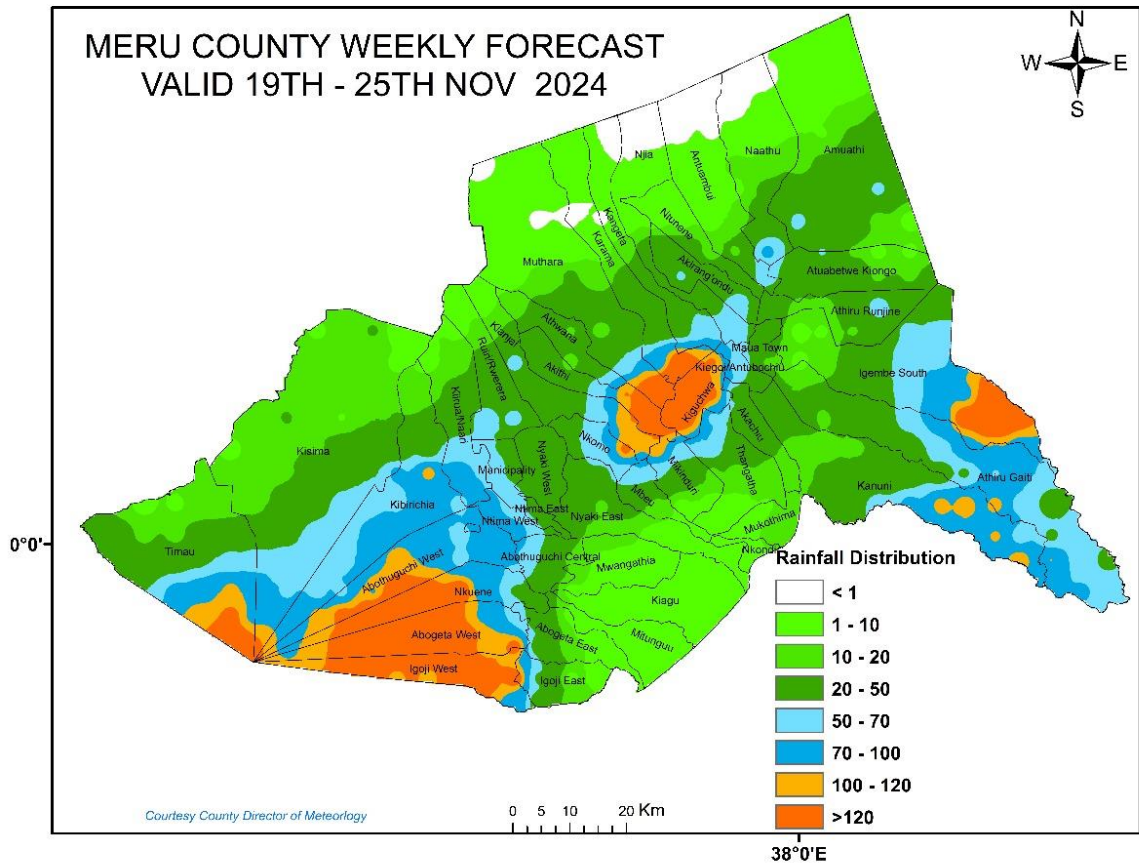 MERU COUNTY WEEKLY FORECAST
VALID 19TH - 25TH NOV 2024
N
W
E
S
Njia
Antuambui
Naathu
Amuathi
Kangeta
Karama
Ntunene
Muthara
Akirang'ondu
Atuabetwe Kiongo
Athiru Runjine
Kianjai
Athwana
Ruiri/Rwerera
Akithi
Maua Town
Kiegoi/Antubochiu
Igembe South
Kiguchwa
Kiirua/Naari
Akachiu
Kisima
Nkomo
Nyaki West
Mikinduri
Thangatha
Municipality
Mbeu
Kanuni
Athiru Gaiti
Kibirichia
Ntima East
Ntima West
Nyaki East
Mukothima
Nkondi
0°0'
Timau
Abothuguchi West
Abothuguchi Central
Mwangathia
Nkuene
Kiagu
Abogeta West
Abogeta East
Mitunguu
Igoji West
Igoji East
Rainfall Distribution
< 1
1 - 10
10 - 20
20 - 50
50 - 70
70 - 100
100 - 120
>120
Courtesy County Director of Meteorlogy
0 5 10 20 Km
38°0'E